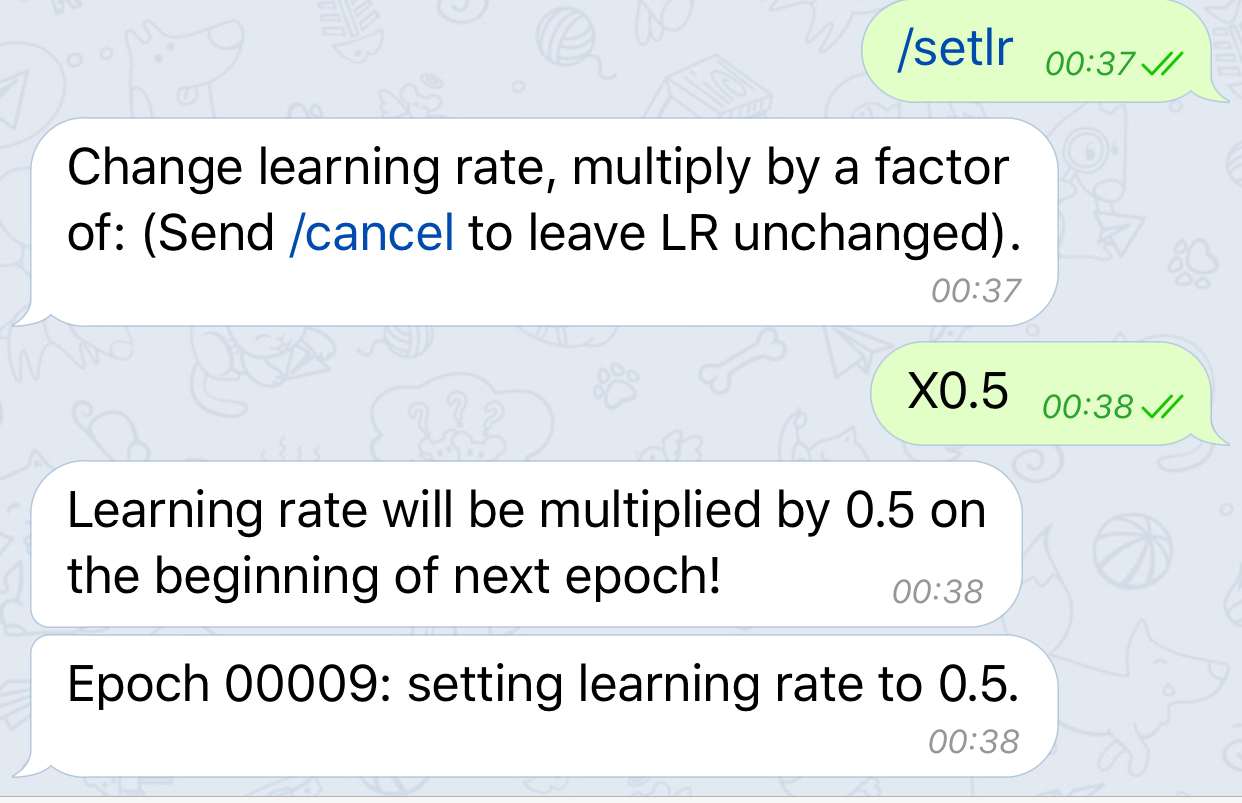 /setlr 00:37
Change learning rate, multiply by a factor
of: (Send /cancel to leave LR unchanged).
00:37
X0.5 00:38
Learning rate will be multiplied by 0.5 on
the beginning of next epoch! 00:38
Epoch 00009: setting learning rate to 0.5.
00:38